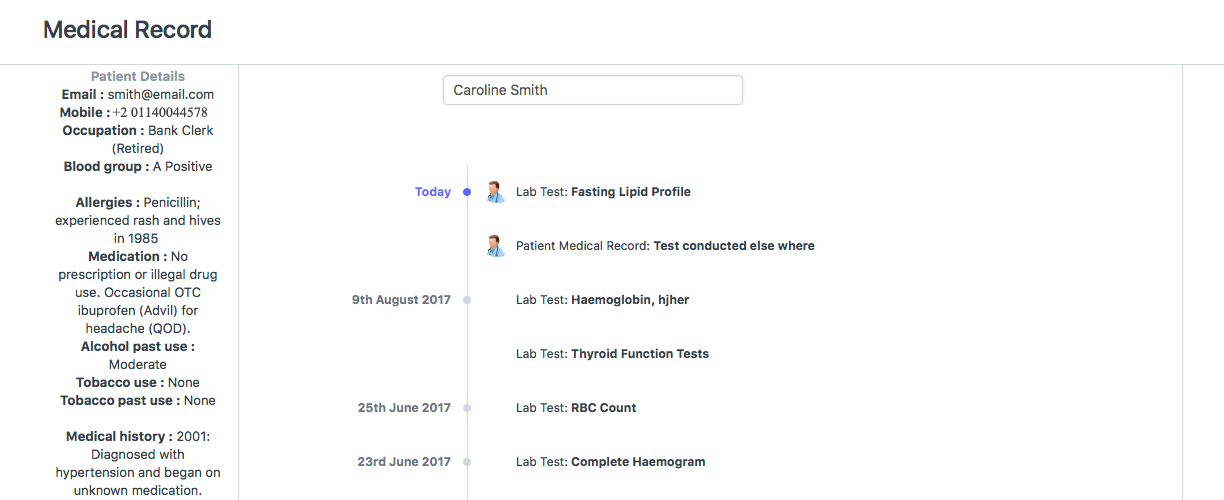 Medical Record
Patient Details
Email : smith@email.com
Mobile : +2 01140044578
Occupation : Bank Clerk
(Retired)
Blood group : A Positive
Allergies : Penicillin;
experienced rash and hives
in 1985
Medication : No
prescription or illegal drug
use. Occasional OTC
ibuprofen (Advil) for
headache (QOD).
Alcohol past use :
Moderate
Tobacco use : None
Tobacco past use : None
Medical history : 2001:
Diagnosed with
hypertension and began on
unknown medication.
Caroline Smith
Today Lab Test: Fasting Lipid Profile
Patient Medical Record: Test conducted else where
9th August 2017 Lab Test: Haemoglobin, hjher
Lab Test: Thyroid Function Tests
25th June 2017 Lab Test: RBC Count
23rd June 2017 Lab Test: Complete Haemogram